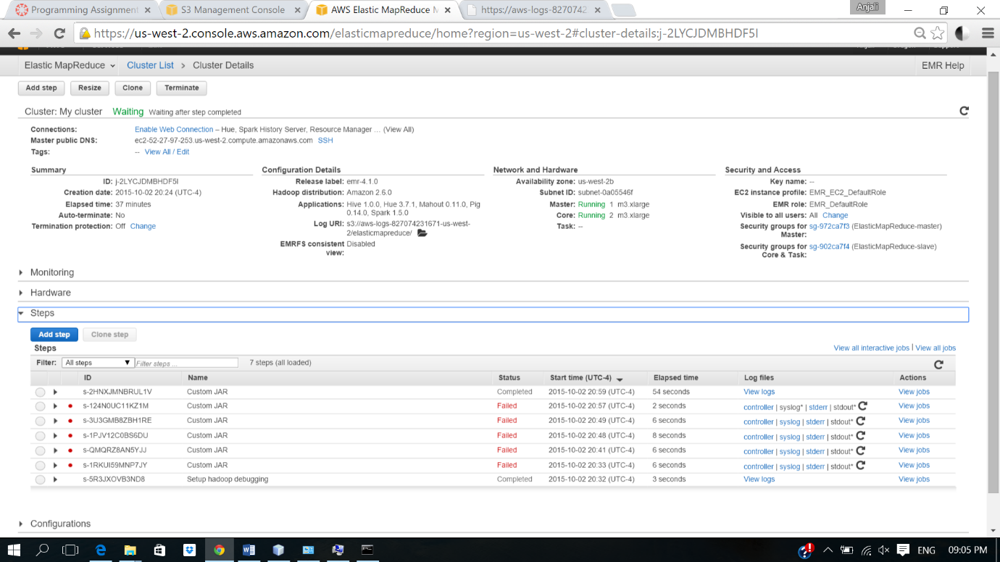 Programming Assignment
S3 Management Console
AWS Elastic MapReduce M
https://aws-logs-8270742
Anjali
https://us-west-2.console.aws.amazon.com/elasticmapreduce/home?region=us-west-2#cluster-details:j-2LYCJDMBHDF5I
Elastic MapReduce Cluster List > Cluster Details EMR Help
Add step Resize Clone Terminate
Cluster: My cluster Waiting Waiting after step completed
Connections: Enable Web Connection – Hue, Spark History Server, Resource Manager ... (View All)
Master public DNS: ec2-52-27-97-253.us-west-2.compute.amazonaws.com SSH
Tags: -- View All / Edit
Summary
ID: j-2LYCJDMBHDF5I
Creation date: 2015-10-02 20:24 (UTC-4)
Elapsed time: 37 minutes
Auto-terminate: No
Termination protection: Off Change
Configuration Details
Release label: emr-4.1.0
Hadoop distribution: Amazon 2.6.0
Applications: Hive 1.0.0, Hue 3.7.1, Mahout 0.11.0, Pig
0.14.0, Spark 1.5.0
Log URI: s3://aws-logs-827074231671-us-west-
2/elasticmapreduce/
EMRFS consistent Disabled
view:
Network and Hardware
Availability zone: us-west-2b
Subnet ID: subnet-0a05546f
Master: Running 1 m3.xlarge
Core: Running 2 m3.xlarge
Task: --
Security and Access
Key name: --
EC2 instance profile: EMR_EC2_DefaultRole
EMR role: EMR_DefaultRole
Visible to all users: All Change
Security groups for sg-972ca7f3 (ElasticMapReduce-master)
Master:
Security groups for sg-902ca7f4 (ElasticMapReduce-slave)
Core & Task:
Monitoring
Hardware
Steps
Add step Clone step
Steps View all interactive jobs | View all jobs
Filter: All steps Filter steps ... 7 steps (all loaded)
ID Name Status Start time (UTC-4) Elapsed time Log files Actions
s-2HNXJMNBRUL1V Custom JAR Completed 2015-10-02 20:59 (UTC-4) 54 seconds View logs View jobs
s-124N0UC11KZ1M Custom JAR Failed 2015-10-02 20:57 (UTC-4) 2 seconds controller | syslog* | stderr | stdout* View jobs
s-3U3GMB8ZBH1RE Custom JAR Failed 2015-10-02 20:49 (UTC-4) 6 seconds controller | syslog | stderr | stdout* View jobs
s-1PJV12C0BS6DU Custom JAR Failed 2015-10-02 20:48 (UTC-4) 8 seconds controller | syslog | stderr | stdout* View jobs
s-QMQRZ8AN5YJJ Custom JAR Failed 2015-10-02 20:41 (UTC-4) 6 seconds controller | syslog | stderr | stdout* View jobs
s-1RKUI59MNP7JY Custom JAR Failed 2015-10-02 20:33 (UTC-4) 6 seconds controller | syslog | stderr | stdout* View jobs
s-5R3JXOVB3ND8 Setup hadoop debugging Completed 2015-10-02 20:32 (UTC-4) 3 seconds View logs View jobs
Configurations
ENG 09:05 PM